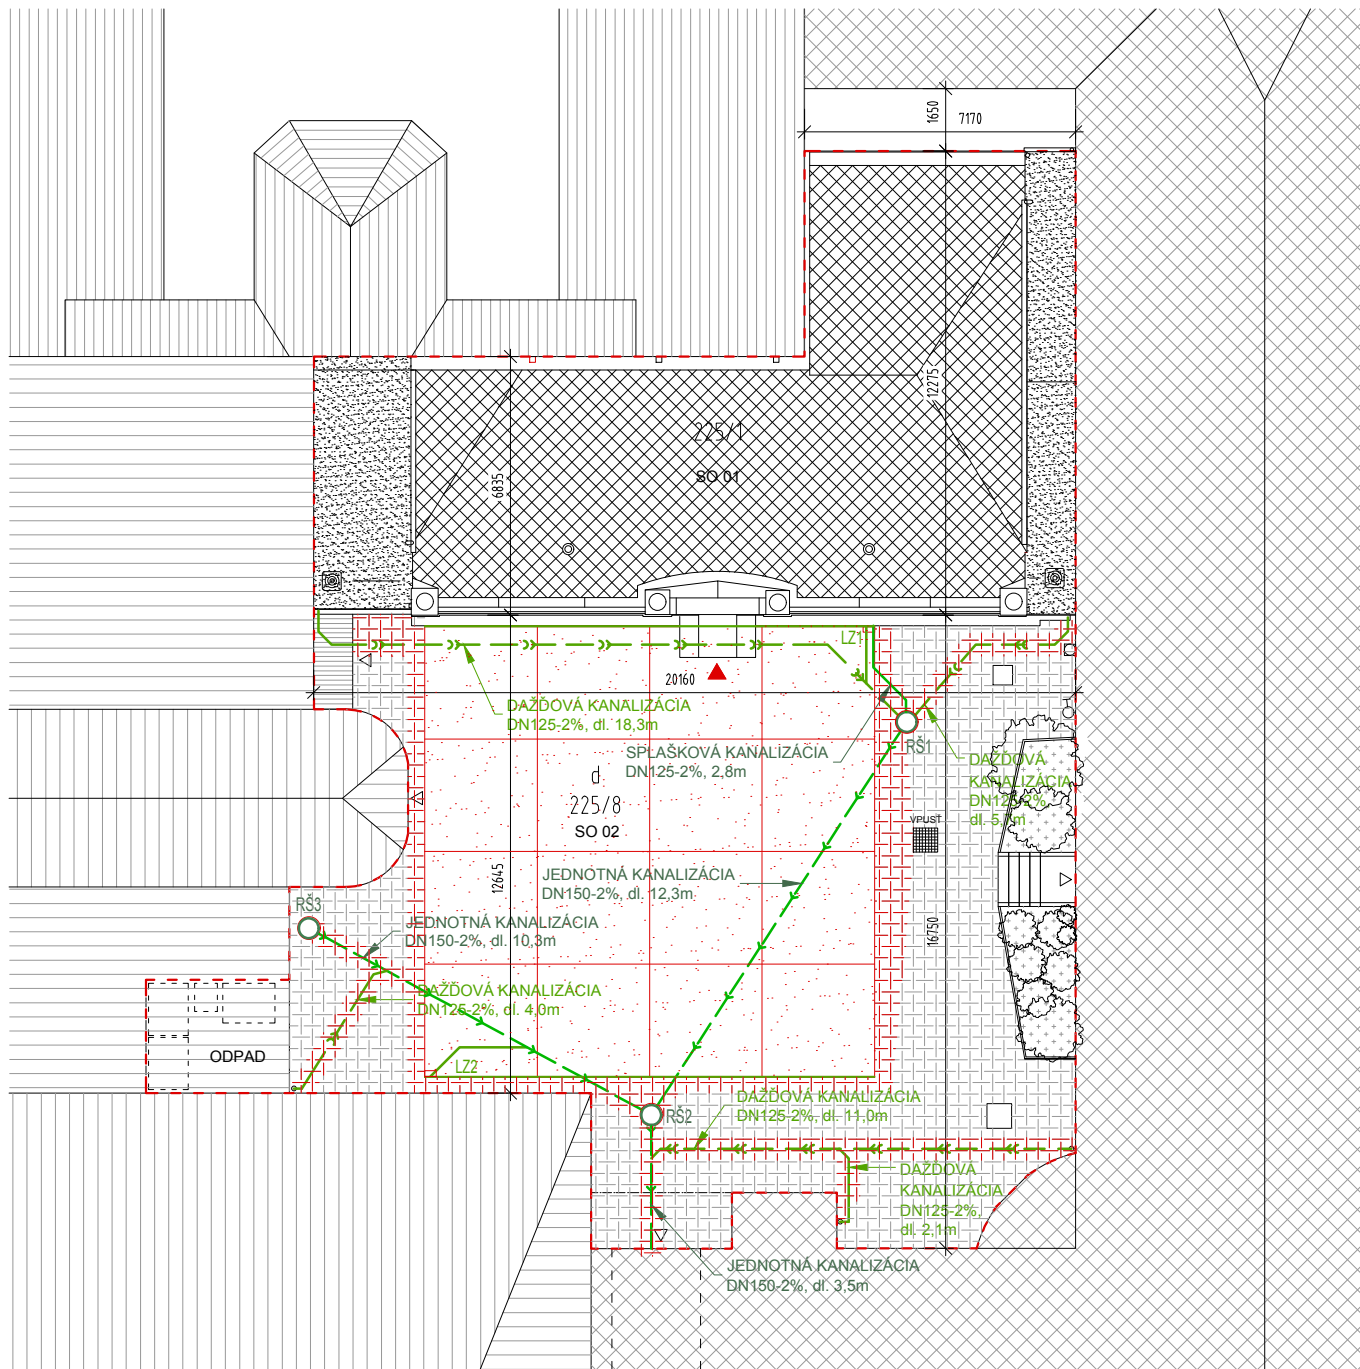 1650
7170
12275
225/1
SO 01
6835
LZ1
20160
DAŽĎOVÁ KANALIZÁCIA
DN125-2%, dl. 18,3m
RŠ1
SPLAŠKOVÁ KANALIZÁCIA
DN125-2%, 2,8m
DAŽĎOVÁ
KANALIZÁCIA
DN125-2%,
dl.
d
225/8
SO 02
VPUSŤ
12645
JEDNOTNÁ KANALIZÁCIA
DN150-2%, dl. 12,3m
RŠ3
JEDNOTNÁ KANALIZÁCIA
DN150-2%, dl. 10,3m
16750
DAŽĎOVÁ KANALIZÁCIA
DN125-2%, dl. 4,0m
ODPAD
LZ2
DAŽĎOVÁ KANALIZÁCIA
DN125-2%, dl. 11,0m
RŠ2
DAŽĎOVÁ
KANALIZÁCIA
DN125-2%,
dl. 2,1m
JEDNOTNÁ KANALIZÁCIA
DN150-2%, dl. 3,5m